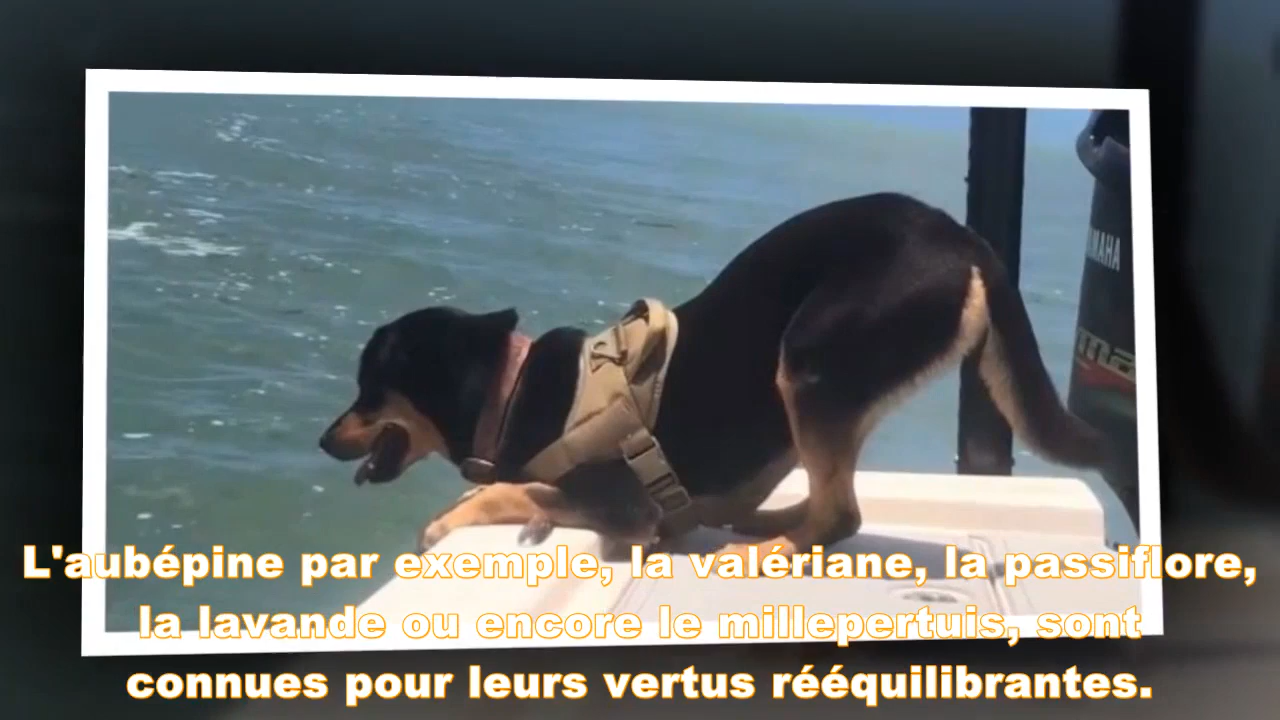 AMAHA
L'aubépine par exemple, la valériane, la passiflore,
la lavande ou encore le millepertuis, sont
connues pour leurs vertus rééquilibrantes.